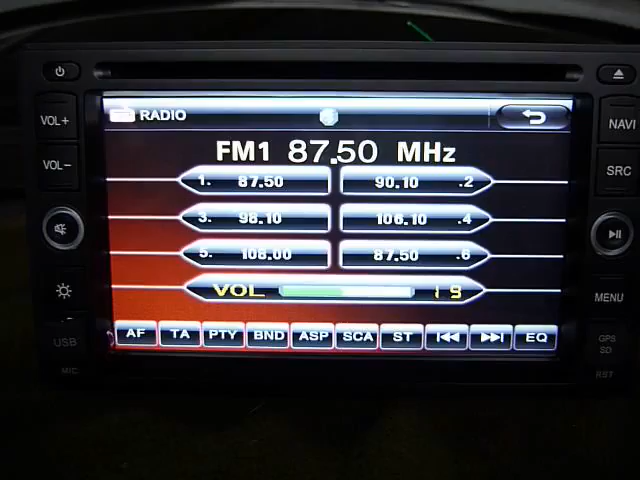 RADIO
FM1 87.50 MHz
1. 87.50 90.10 .2
3. 98.10 106.10 .4
5. 108.00 87.50 .6
VOL 19
AF TA PTY BND ASP SCA ST EQ
VOL+
VOL-
USB
MIC
NAVI
SRC
MENU
GPS
SD
RST